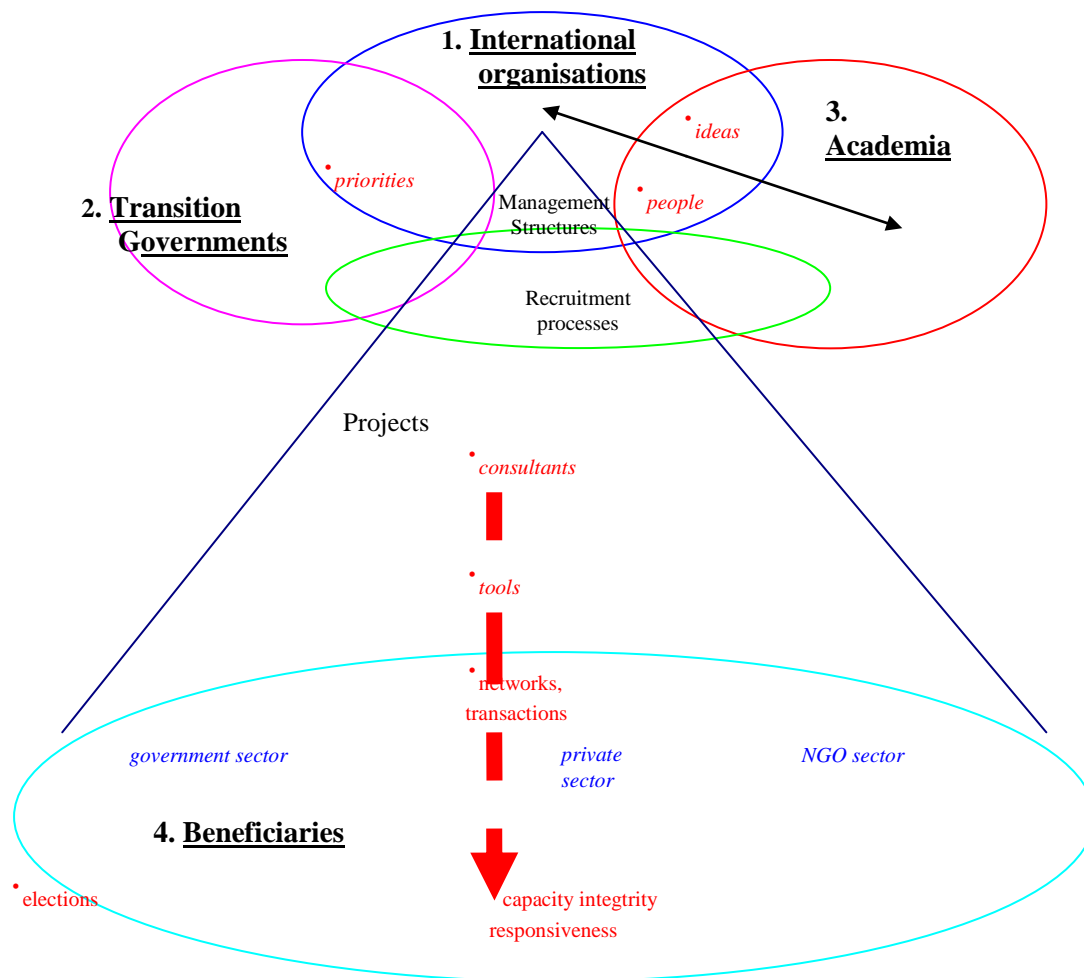 1. International
organisations
3.
Academia
• ideas
• priorities
• people
2. Transition
Governments
Management
Structures
Recruitment
processes
Projects
• consultants
• tools
• networks,
transactions
government sector
private
sector
NGO sector
4. Beneficiaries
• elections
capacity integtrity
responsiveness